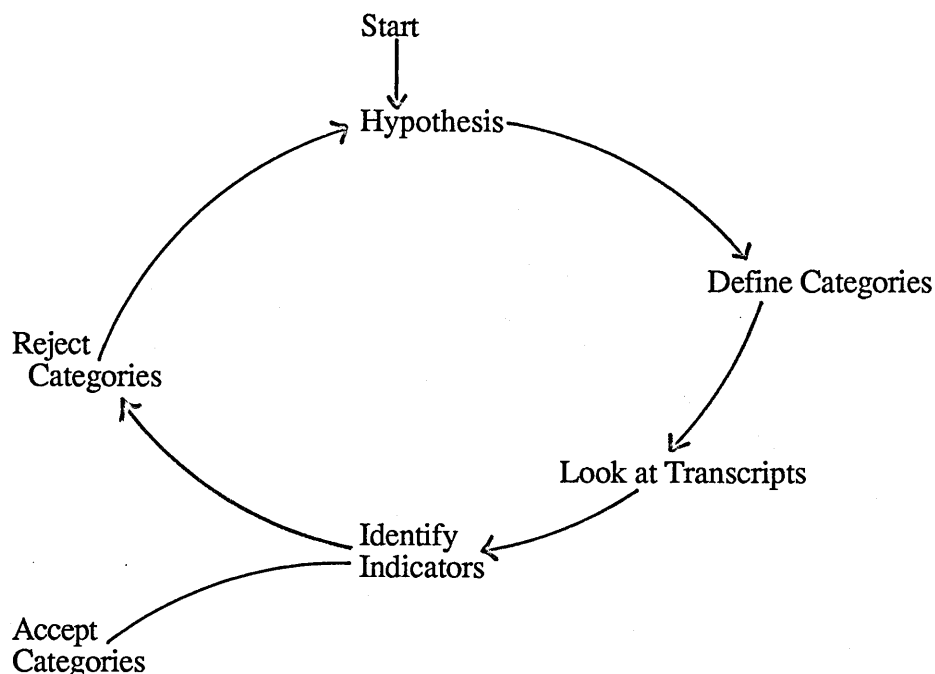 Start
Hypothesis
Define Categories
Look at Transcripts
Identify
Indicators
Reject
Categories
Accept
Categories